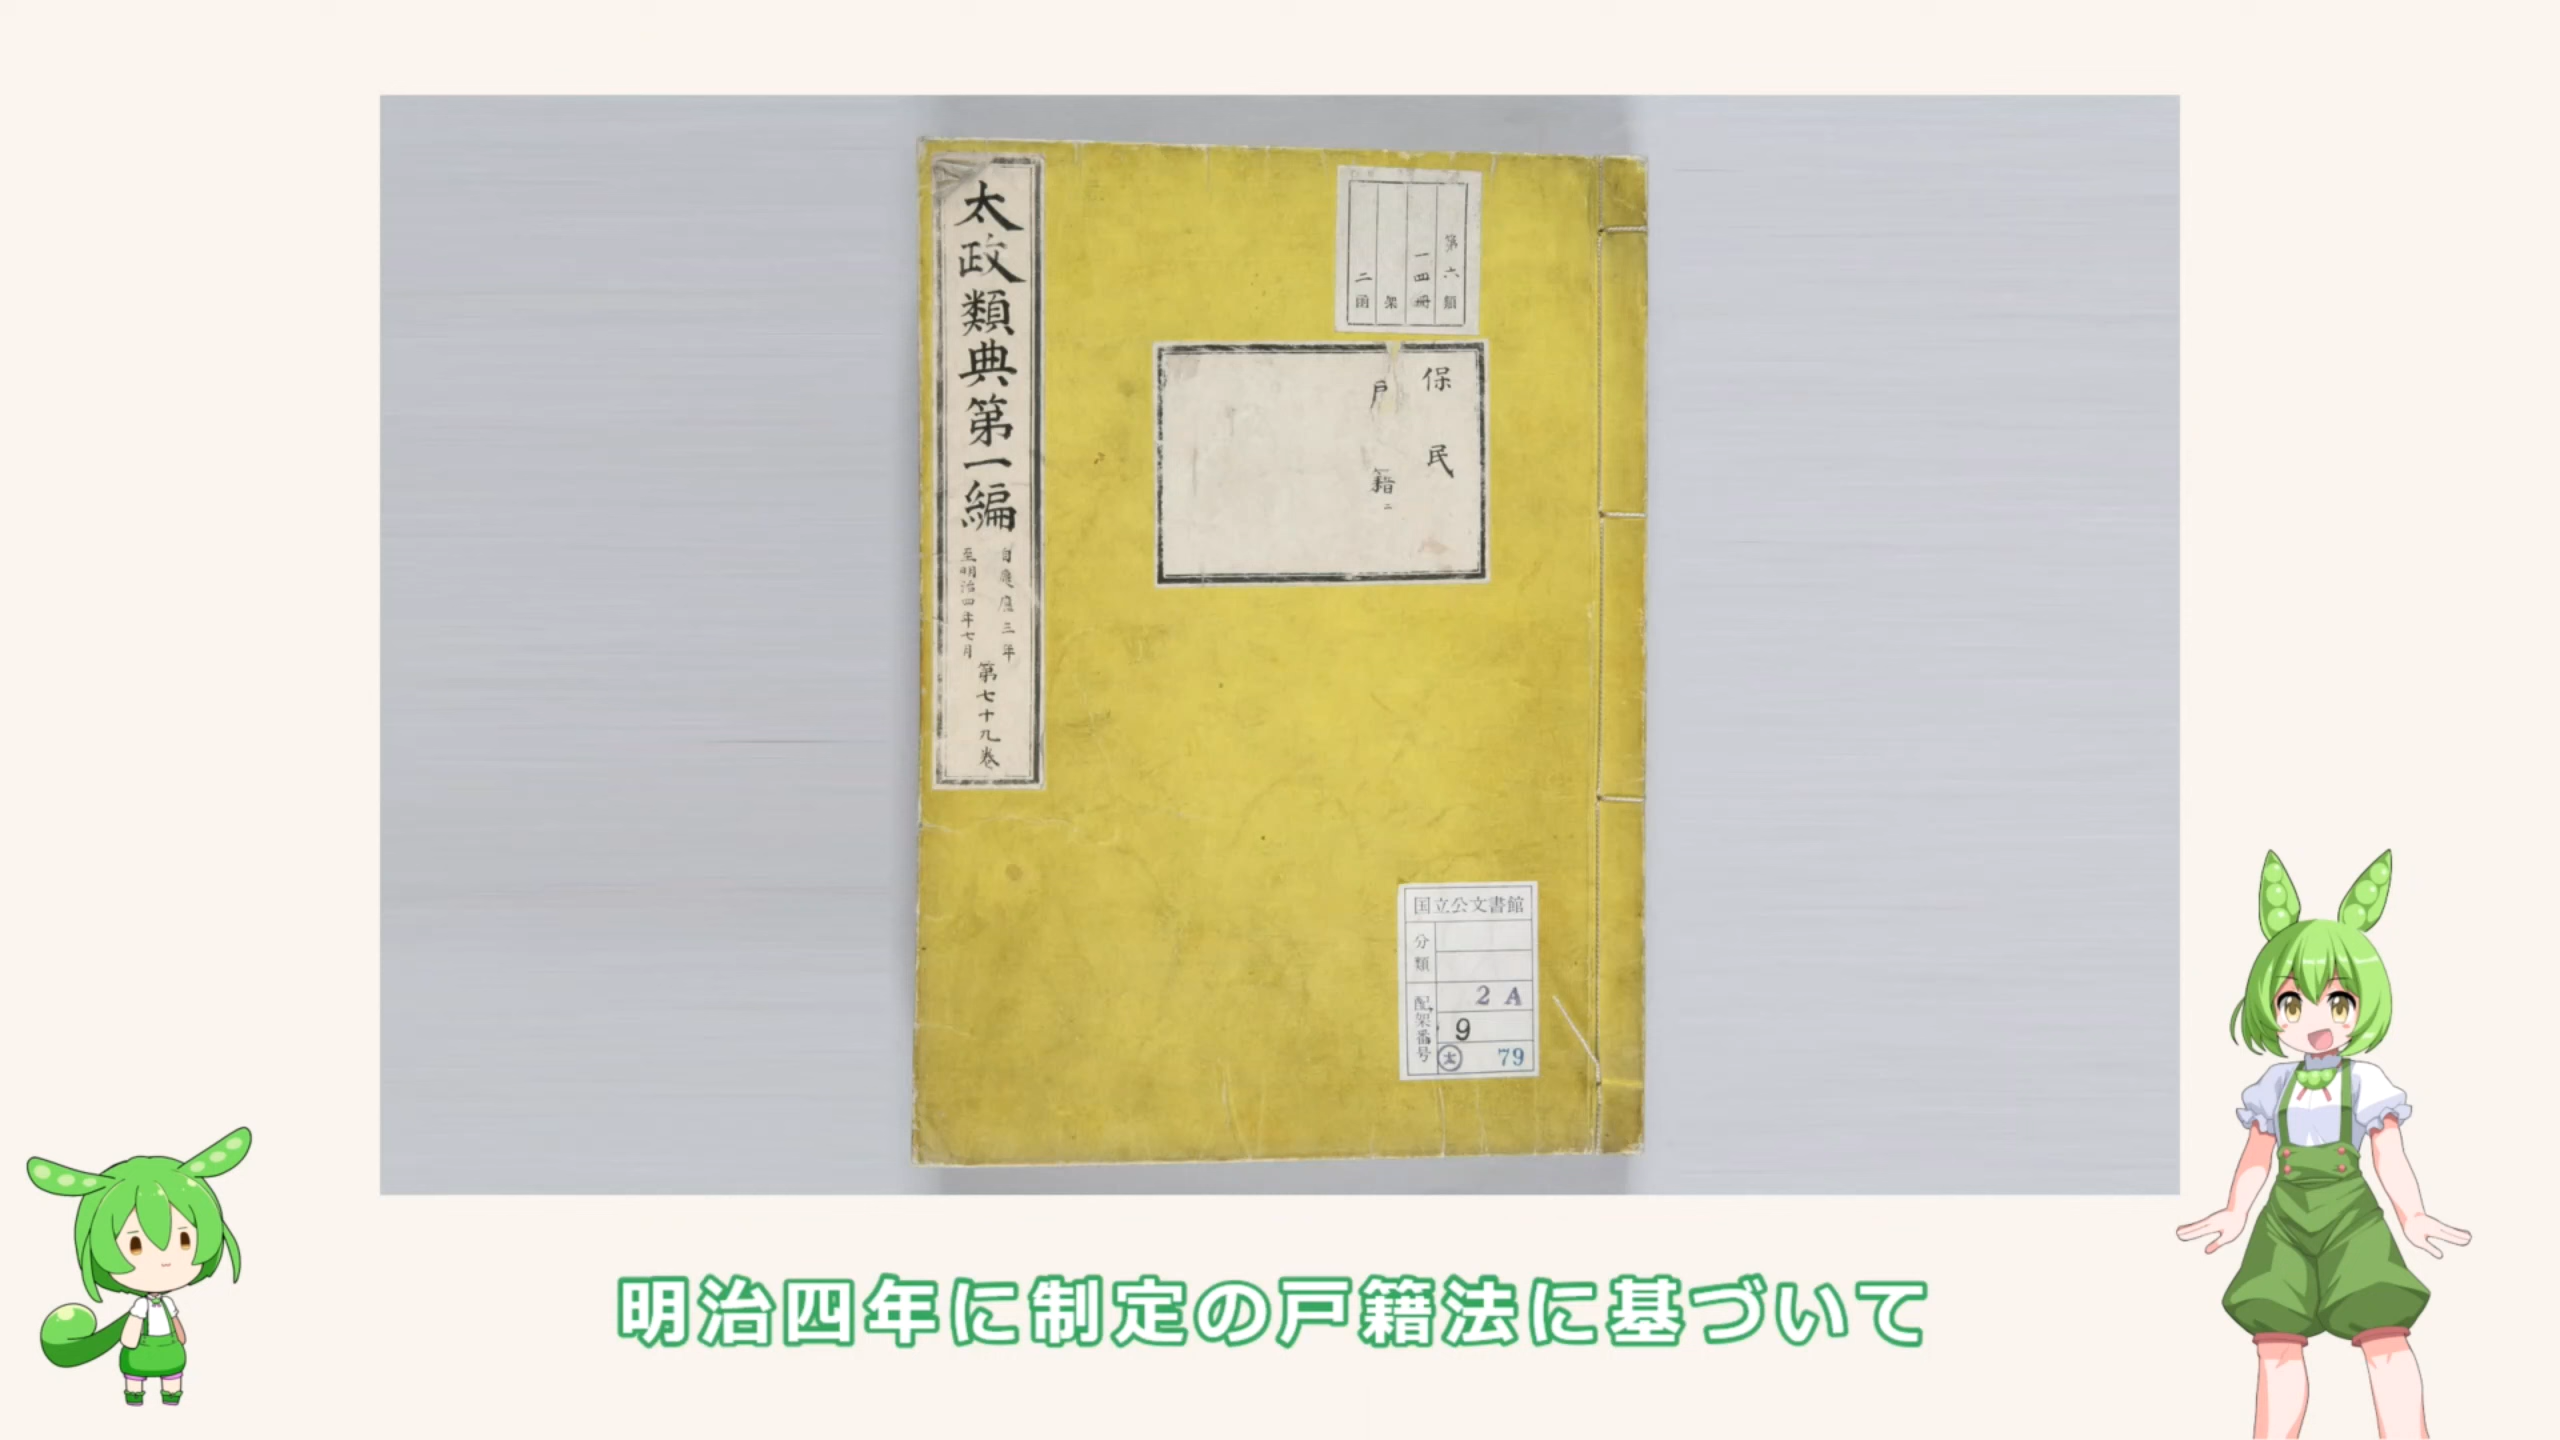 太政類典第一編
自慶應三年
至明治四年七月
第七十九巻
第六類
一四冊
架
二函
保民
戸籍二
国立公文書館
分類
配架番号
2 A
9
太 79
明治四年に制定の戸籍法に基づいて